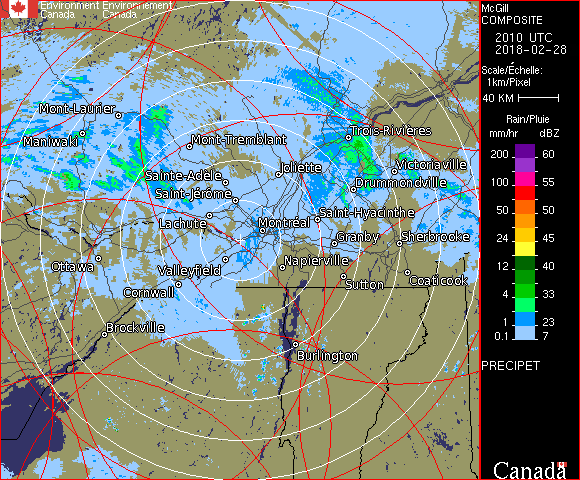 Environment Environnement
Canada Canada
McGill
COMPOSITE
2010 UTC
2018-02-28
Scale/Échelle:
1km/Pixel
40 KM
Rain/Pluie
mm/hr dBZ
200 60
100 55
50 50
24 45
12 40
4 33
1 23
0.1 7
PRECIPET
Canada
Mont-Laurier
Maniwaki
Mont-Tremblant
Trois-Rivières
Sainte-Adèle
Joliette
Victoriaville
Saint-Jérôme
Drummondville
Lachute
Montréal
Saint-Hyacinthe
Granby
Sherbrooke
Ottawa
Valleyfield
Napierville
Cornwall
Sutton
Coaticook
Brockville
Burlington